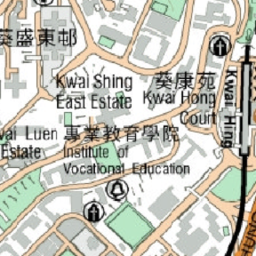 葵盛東邨
Kwai Shing
East Estate
葵康苑
Kwai Hong
Court
Kwai Hing
Kwai Luen
Estate
專業教育學院
Institute of
Vocational Education